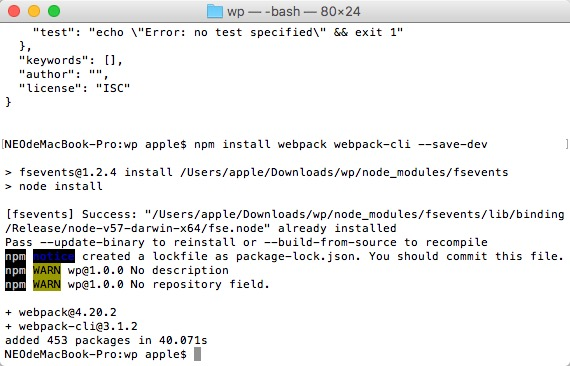 wp — -bash — 80×24
"test": "echo \"Error: no test specified\" && exit 1"
},
"keywords": [],
"author": "",
"license": "ISC"
}
[NEOdeMacBook-Pro:wp apple$ npm install webpack webpack-cli --save-dev ]
> fsevents@1.2.4 install /Users/apple/Downloads/wp/node_modules/fsevents
> node install
[fsevents] Success: "/Users/apple/Downloads/wp/node_modules/fsevents/lib/binding
/Release/node-v57-darwin-x64/fse.node" already installed
Pass --update-binary to reinstall or --build-from-source to recompile
npm notice created a lockfile as package-lock.json. You should commit this file.
npm WARN wp@1.0.0 No description
npm WARN wp@1.0.0 No repository field.
+ webpack@4.20.2
+ webpack-cli@3.1.2
added 453 packages in 40.071s
NEOdeMacBook-Pro:wp apple$